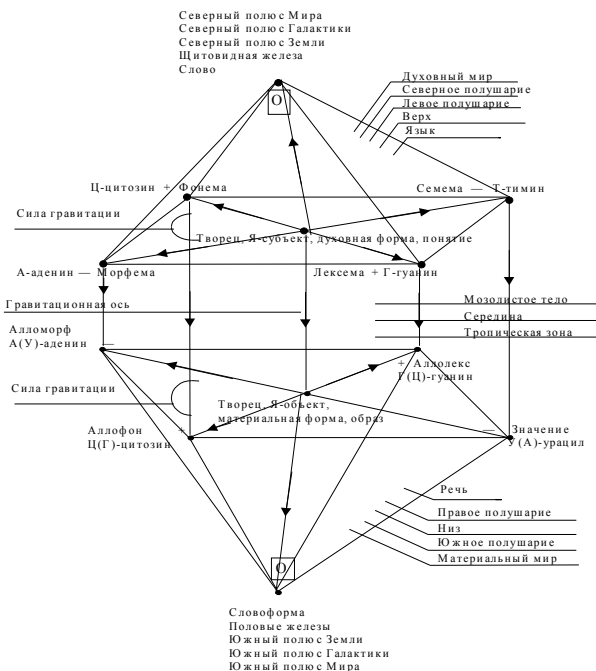 Северный полюс Мира
Северный полюс Галактики
Северный полюс Земли
Щитовидная железа
Слово
О
Духовный мир
Северное полушарие
Левое полушарие
Верх
Язык
Ц-цитозин + Фонема
Семема — Т-тимин
Сила гравитации
Творец, Я-субъект, духовная форма, понятие
А-аденин — Морфема
Лексема + Г-гуанин
Гравитационная ось
Мозолистое тело
Середина
Тропическая зона
Алломорф
А(У)-аденин —
+ Аллолекс
Г(Ц)-гуанин
Сила гравитации
Творец, Я-объект,
материальная форма, образ
Аллофон +
Ц(Г)-цитозин
— Значение
У(А)-урацил
Речь
Правое полушарие
Низ
Южное полушарие
Материальный мир
О
Словоформа
Половые железы
Южный полюс Земли
Южный полюс Галактики
Южный полюс Мира